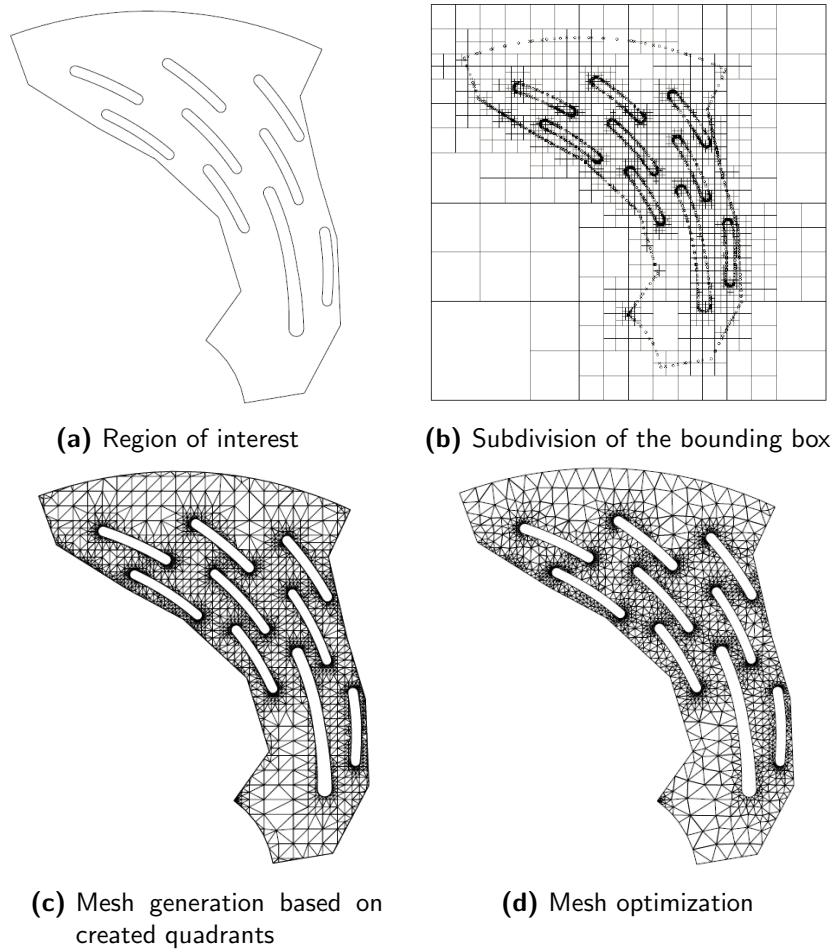 (a) Region of interest
(b) Subdivision of the bounding box
(c) Mesh generation based on
created quadrants
(d) Mesh optimization